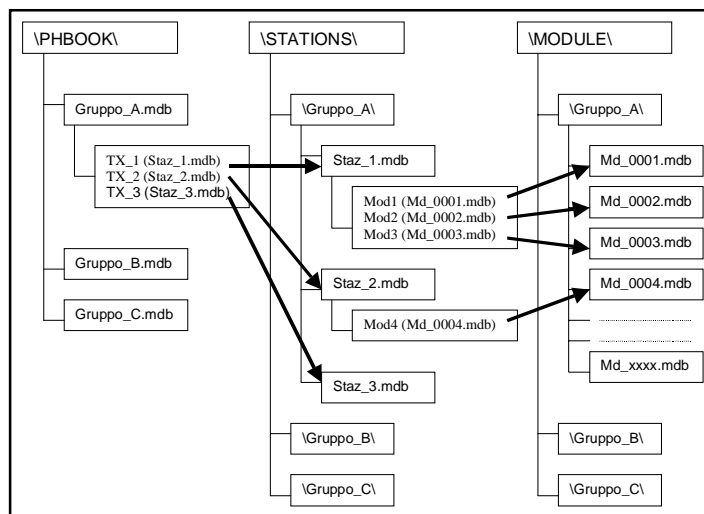 \PHBOOK\
Gruppo_A.mdb
TX_1 (Staz_1.mdb)
TX_2 (Staz_2.mdb)
TX_3 (Staz_3.mdb)
Gruppo_B.mdb
Gruppo_C.mdb
\STATIONS\
\Gruppo_A\
Staz_1.mdb
Mod1 (Md_0001.mdb)
Mod2 (Md_0002.mdb)
Mod3 (Md_0003.mdb)
Staz_2.mdb
Mod4 (Md_0004.mdb)
Staz_3.mdb
\Gruppo_B\
\Gruppo_C\
\MODULE\
\Gruppo_A\
Md_0001.mdb
Md_0002.mdb
Md_0003.mdb
Md_0004.mdb
Md_xxxx.mdb
\Gruppo_B\
\Gruppo_C\